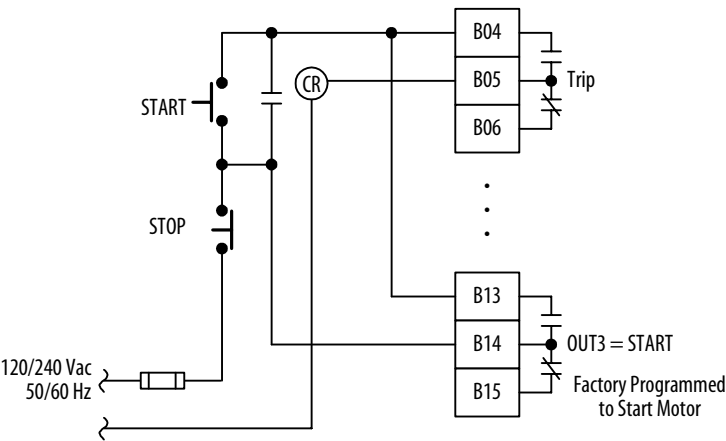 B04
CR
B05
Trip
START
B06
STOP
B13
B14
OUT3 = START
120/240 Vac
50/60 Hz
B15
Factory Programmed
to Start Motor